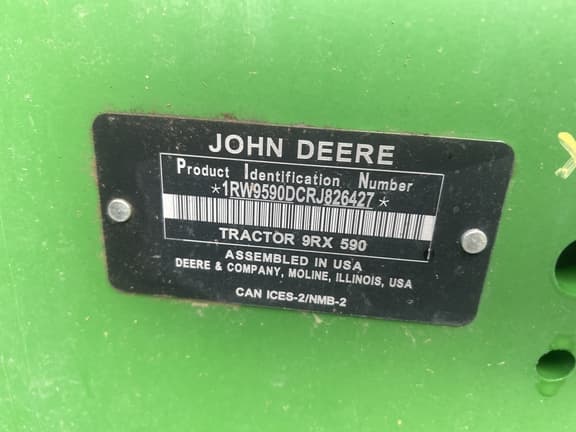 JOHN DEERE
Product Identification Number
*1RW9590DCRJ826427*
TRACTOR 9RX 590
ASSEMBLED IN USA
DEERE & COMPANY, MOLINE, ILLINOIS, USA
CAN ICES-2/NMB-2